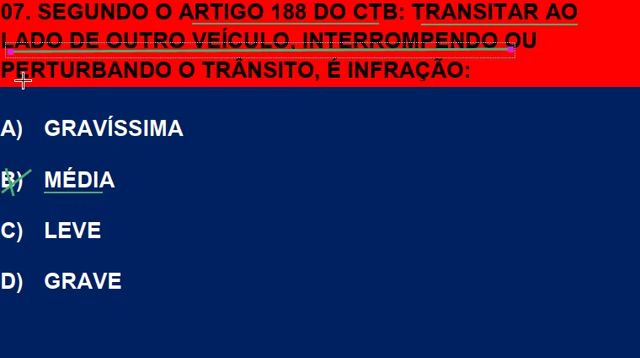 07. SEGUNDO O ARTIGO 188 DO CTB: TRANSITAR AO
LADO DE OUTRO VEÍCULO, INTERROMPENDO OU
PERTURBANDO O TRÂNSITO, É INFRAÇÃO:
A) GRAVÍSSIMA
B) MÉDIA
C) LEVE
D) GRAVE